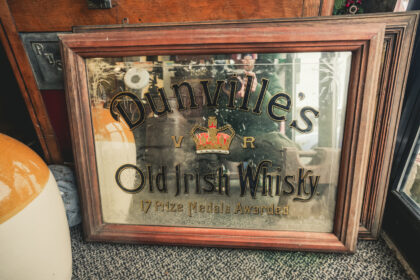 Dunville's
V R
Old Irish Whisky
17 Prize Medals Awarded